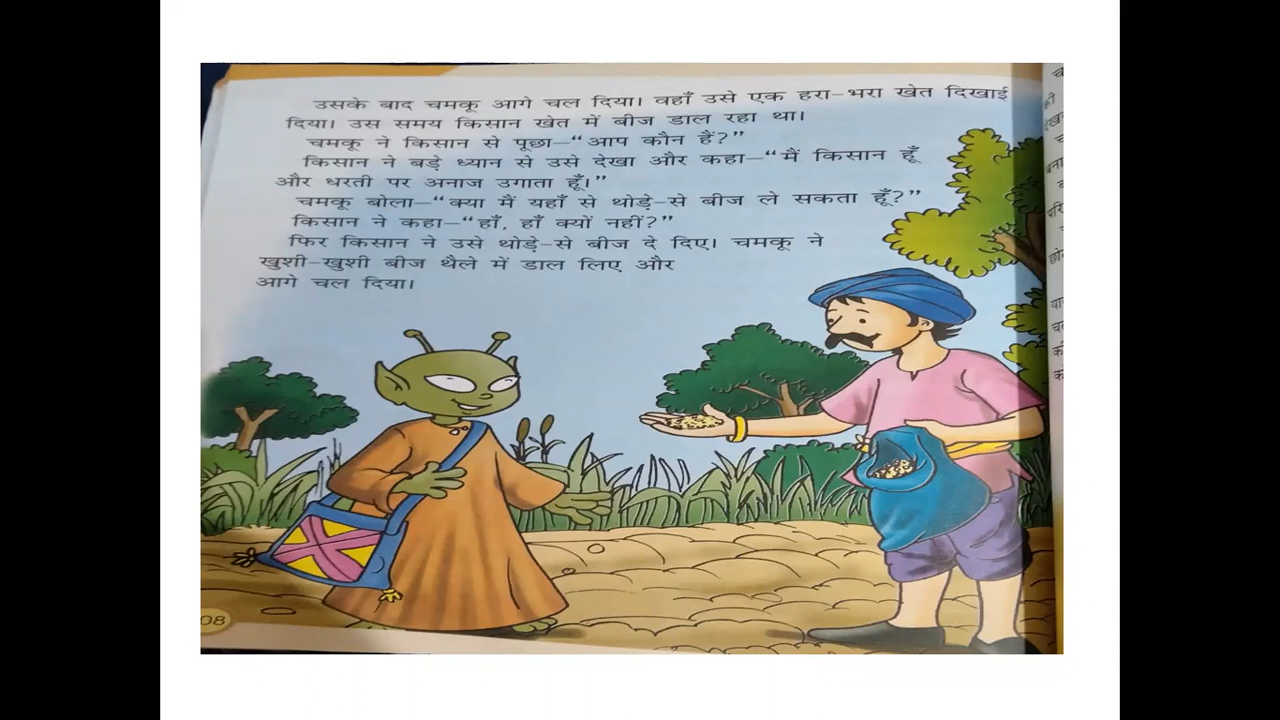 उसके बाद चमकू आगे चल दिया। वहाँ उसे एक हरा-भरा खेत दिखाई
दिया। उस समय किसान खेत में बीज डाल रहा था।
चमकू ने किसान से पूछा—“आप कौन हैं?”
किसान ने बड़े ध्यान से उसे देखा और कहा—“मैं किसान हूँ
और धरती पर अनाज उगाता हूँ।”
चमकू बोला—“क्या मैं यहाँ से थोड़े-से बीज ले सकता हूँ?”
किसान ने कहा—“हाँ, हाँ क्यों नहीं?”
फिर किसान ने उसे थोड़े-से बीज दे दिए। चमकू ने
खुशी-खुशी बीज थैले में डाल लिए और
आगे चल दिया।
08